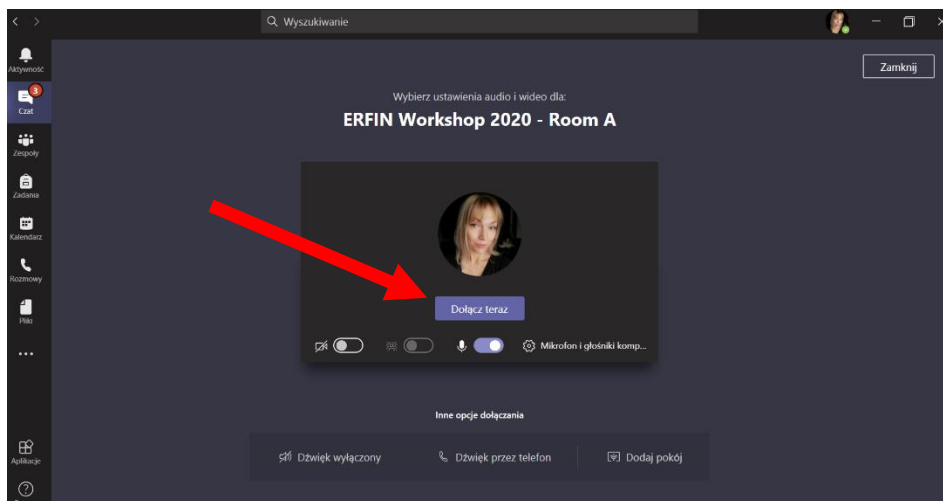 Wyszukiwanie
Aktywność
3
Czat
Zespoły
Zadania
Kalendarz
Rozmowy
Pliki
Aplikacje
Zamknij
Wybierz ustawienia audio i wideo dla:
ERFIN Workshop 2020 - Room A
Dołącz teraz
Mikrofon i głośniki komp...
Inne opcje dołączania
Dźwięk wyłączony
Dźwięk przez telefon
Dodaj pokój